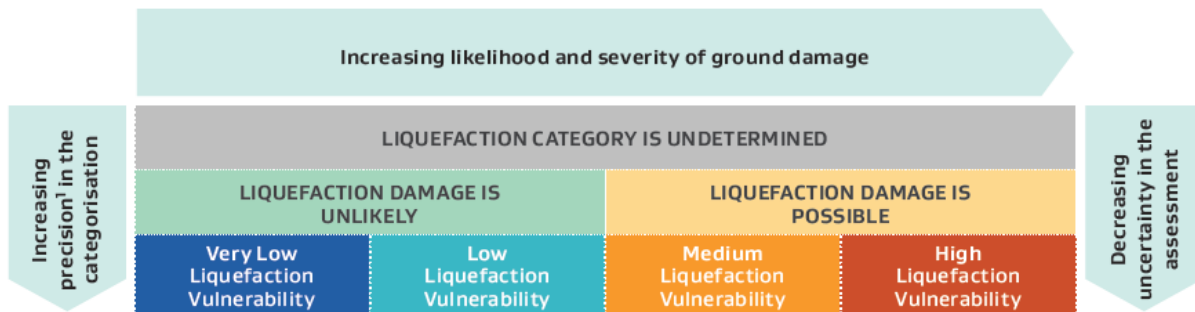 Increasing likelihood and severity of ground damage
Increasing
precision¹ in the
categorisation
LIQUEFACTION CATEGORY IS UNDETERMINED
LIQUEFACTION DAMAGE IS
UNLIKELY
LIQUEFACTION DAMAGE IS
POSSIBLE
Very Low
Liquefaction
Vulnerability
Low
Liquefaction
Vulnerability
Medium
Liquefaction
Vulnerability
High
Liquefaction
Vulnerability
Decreasing
uncertainty in the
assessment